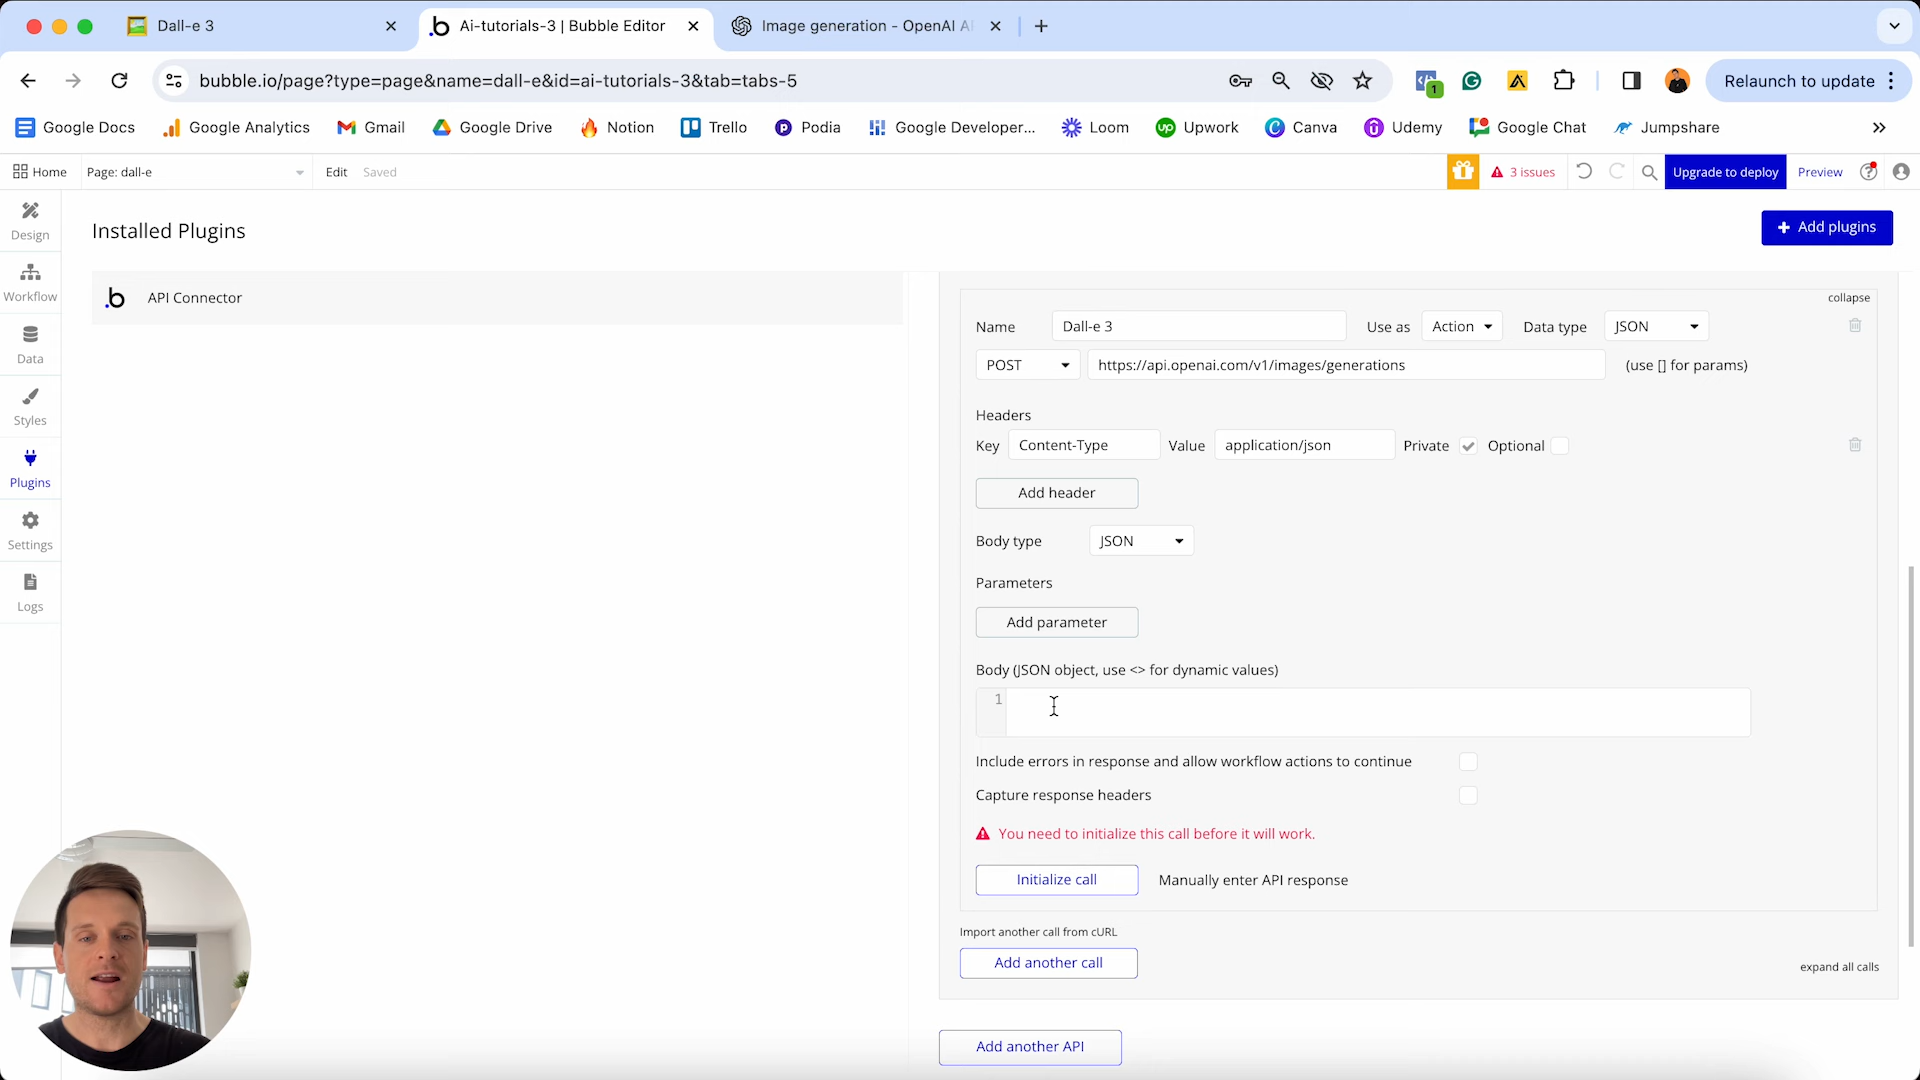 Dall-e 3
Ai-tutorials-3 | Bubble Editor
Image generation - OpenAI A
bubble.io/page?type=page&name=dall-e&id=ai-tutorials-3&tab=tabs-5
1
Relaunch to update
Google Docs
Google Analytics
Gmail
Google Drive
Notion
Trello
Podia
Google Developer...
Loom
Upwork
Canva
Udemy
Google Chat
Jumpshare
Home
Page: dall-e
Edit
Saved
3 issues
Upgrade to deploy
Preview
Design
Workflow
Data
Styles
Plugins
Settings
Logs
Installed Plugins
Add plugins
API Connector
collapse
Name Dall-e 3 Use as Action Data type JSON
POST https://api.openai.com/v1/images/generations (use [] for params)
Headers
Key Content-Type Value application/json Private Optional
Add header
Body type JSON
Parameters
Add parameter
Body (JSON object, use <> for dynamic values)
1
Include errors in response and allow workflow actions to continue
Capture response headers
You need to initialize this call before it will work.
Initialize call Manually enter API response
Import another call from cURL
Add another call
expand all calls
Add another API